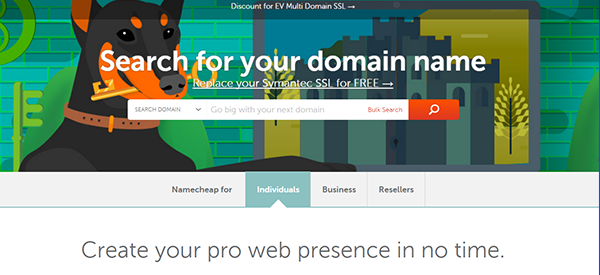 Discount for EV Multi Domain SSL →
Search for your domain name
Replace your Symantec SSL for FREE →
SEARCH DOMAIN Go big with your next domain Bulk Search
Namecheap for Individuals Business Resellers
Create your pro web presence in no time.